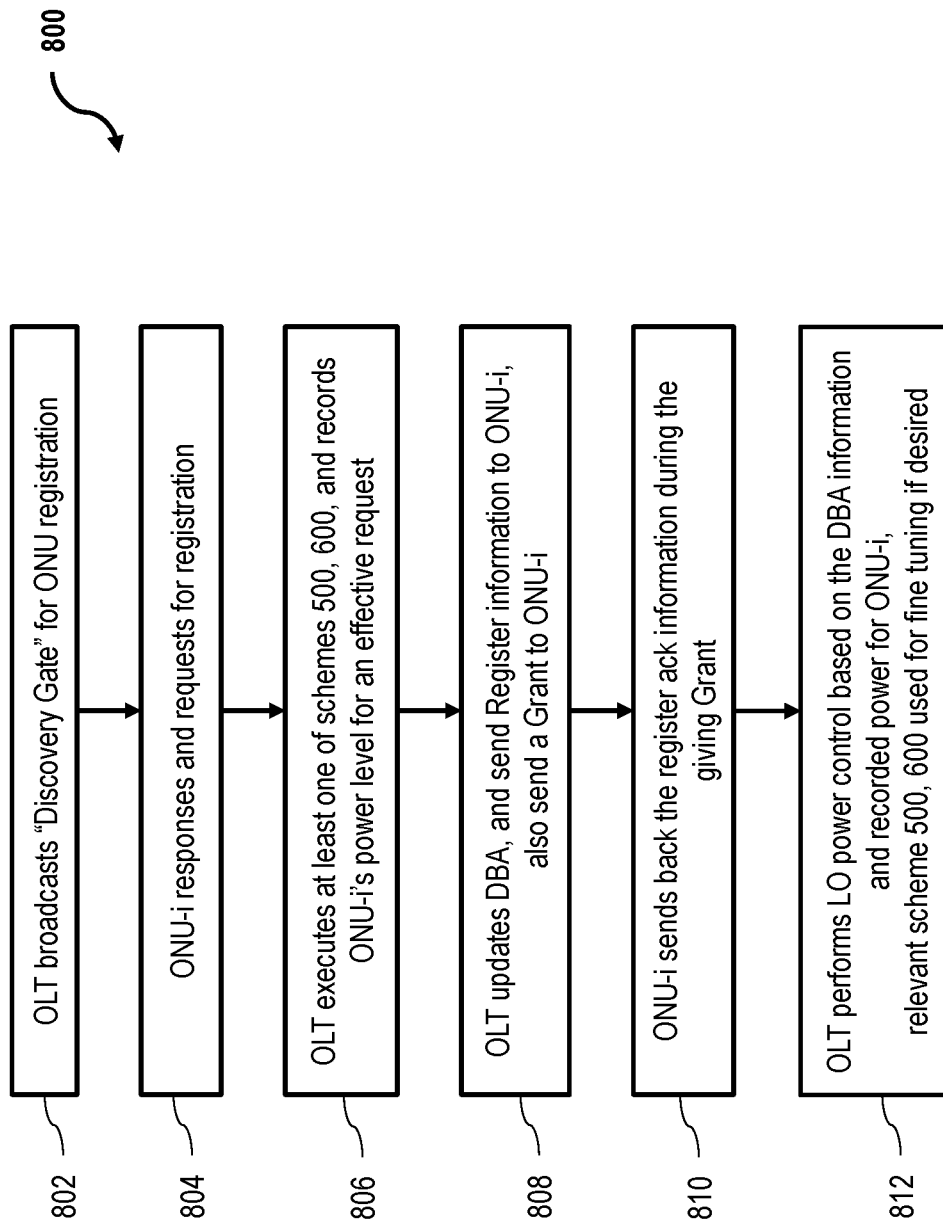 800
802
OLT broadcasts “Discovery Gate” for ONU registration
804
ONU-i responses and requests for registration
806
OLT executes at least one of schemes 500, 600, and records
ONU-i’s power level for an effective request
808
OLT updates DBA, and send Register information to ONU-i,
also send a Grant to ONU-i
810
ONU-i sends back the register ack information during the
giving Grant
812
OLT performs LO power control based on the DBA information
and recorded power for ONU-i,
relevant scheme 500, 600 used for fine tuning if desired